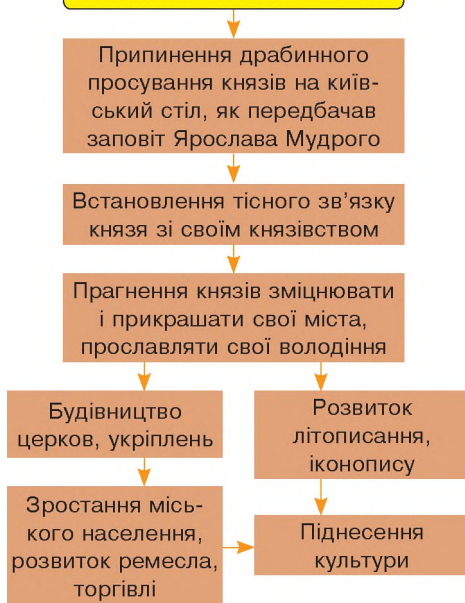 Припинення драбинного
просування князів на київ-
ський стіл, як передбачав
заповіт Ярослава Мудрого
Встановлення тісного зв’язку
князя зі своїм князівством
Прагнення князів зміцнювати
і прикрашати свої міста,
прославляти свої володіння
Будівництво
церков, укріплень
Розвиток
літописання,
іконопису
Зростання місь-
кого населення,
розвиток ремесла,
торгівлі
Піднесення
культури